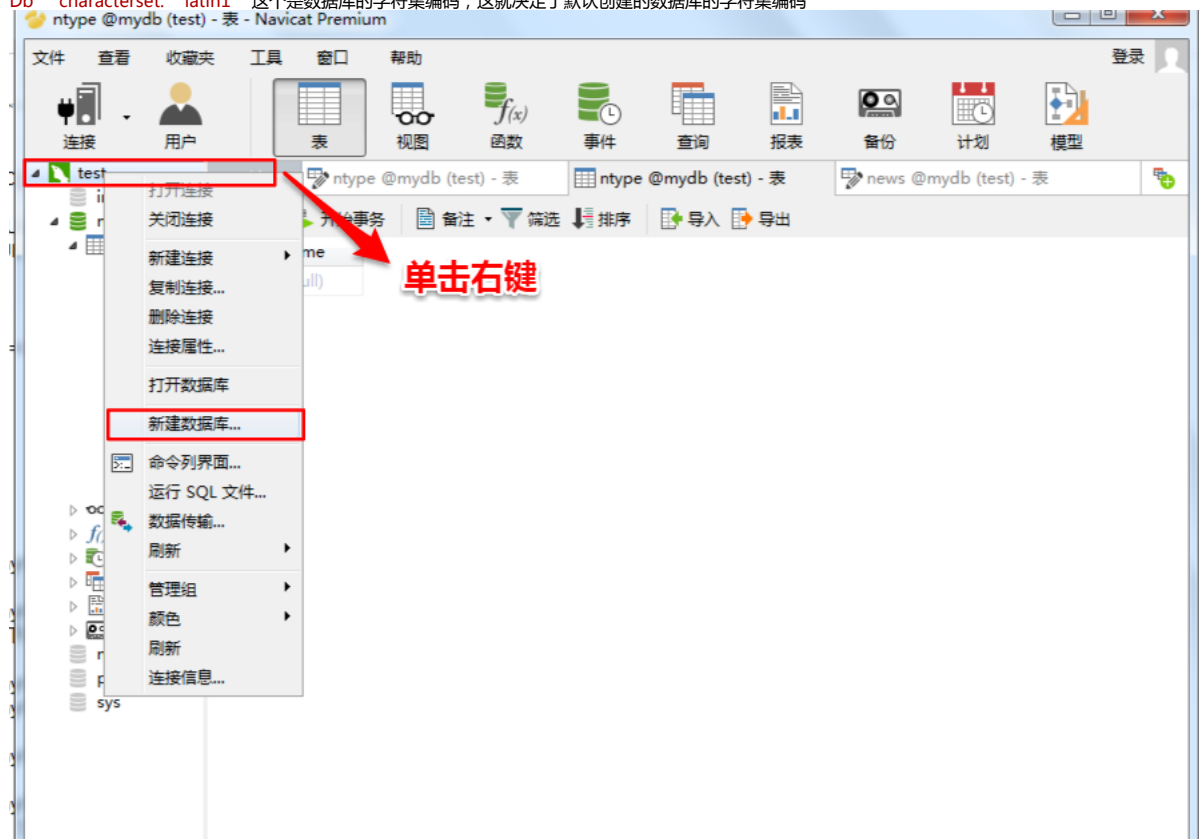 Db characterset: latin1 这个是数据库的字符集编码，这就决定了默认创建的数据库的字符集编码
ntype @mydb (test) - 表 - Navicat Premium
文件 查看 收藏夹 工具 窗口 帮助 登录
连接 用户 表 视图 函数 事件 查询 报表 备份 计划 模型
test
ntype @mydb (test) - 表 ntype @mydb (test) - 表 news @mydb (test) - 表
开始事务 备注 筛选 排序 导入 导出
单击右键
打开连接
关闭连接
新建连接
复制连接...
删除连接
连接属性...
打开数据库
新建数据库...
命令列界面...
运行 SQL 文件...
数据传输...
刷新
管理组
颜色
刷新
连接信息...
sys